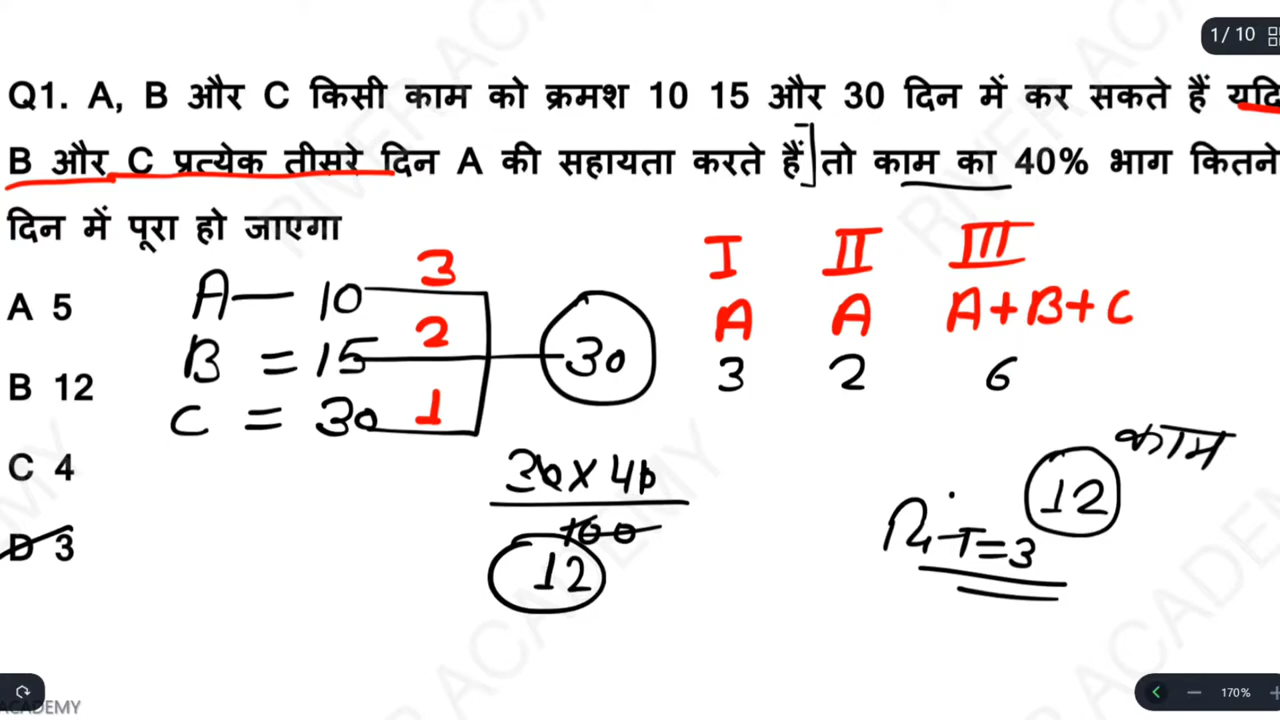 1 / 10
Q1. A, B और C किसी काम को क्रमश 10 15 और 30 दिन में कर सकते हैं यदि
B और C प्रत्येक तीसरे दिन A की सहायता करते हैं] तो काम का 40% भाग कितने
दिन में पूरा हो जाएगा
A 5
B 12
C 4
D 3
A — 10 3
B = 15 2
C = 30 1
30
I II III
A A A+B+C
3 2 6
30 x 40
100
12
12 काम
T=3
RIVER ACADEMY
ACADEMY
170%